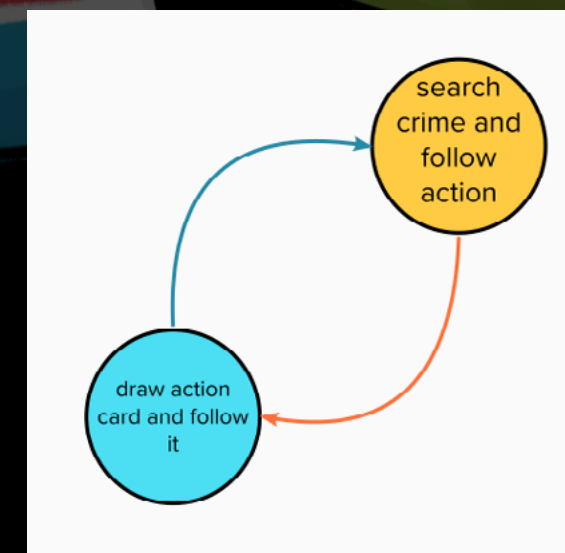 search
crime and
follow
action
draw action
card and follow
it